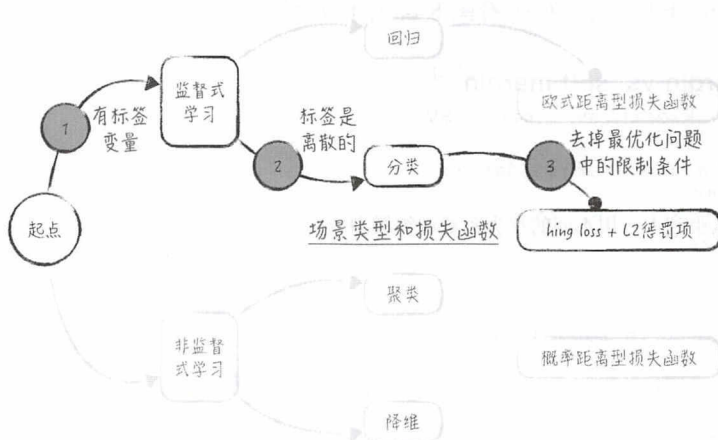 回归
监督式
学习
1
有标签
变量
标签是
离散的
2
欧式距离型损失函数
去掉最优化问题
中的限制条件
3
分类
起点
场景类型和损失函数
hing loss + L2惩罚项
聚类
非监督
式学习
概率距离型损失函数
降维